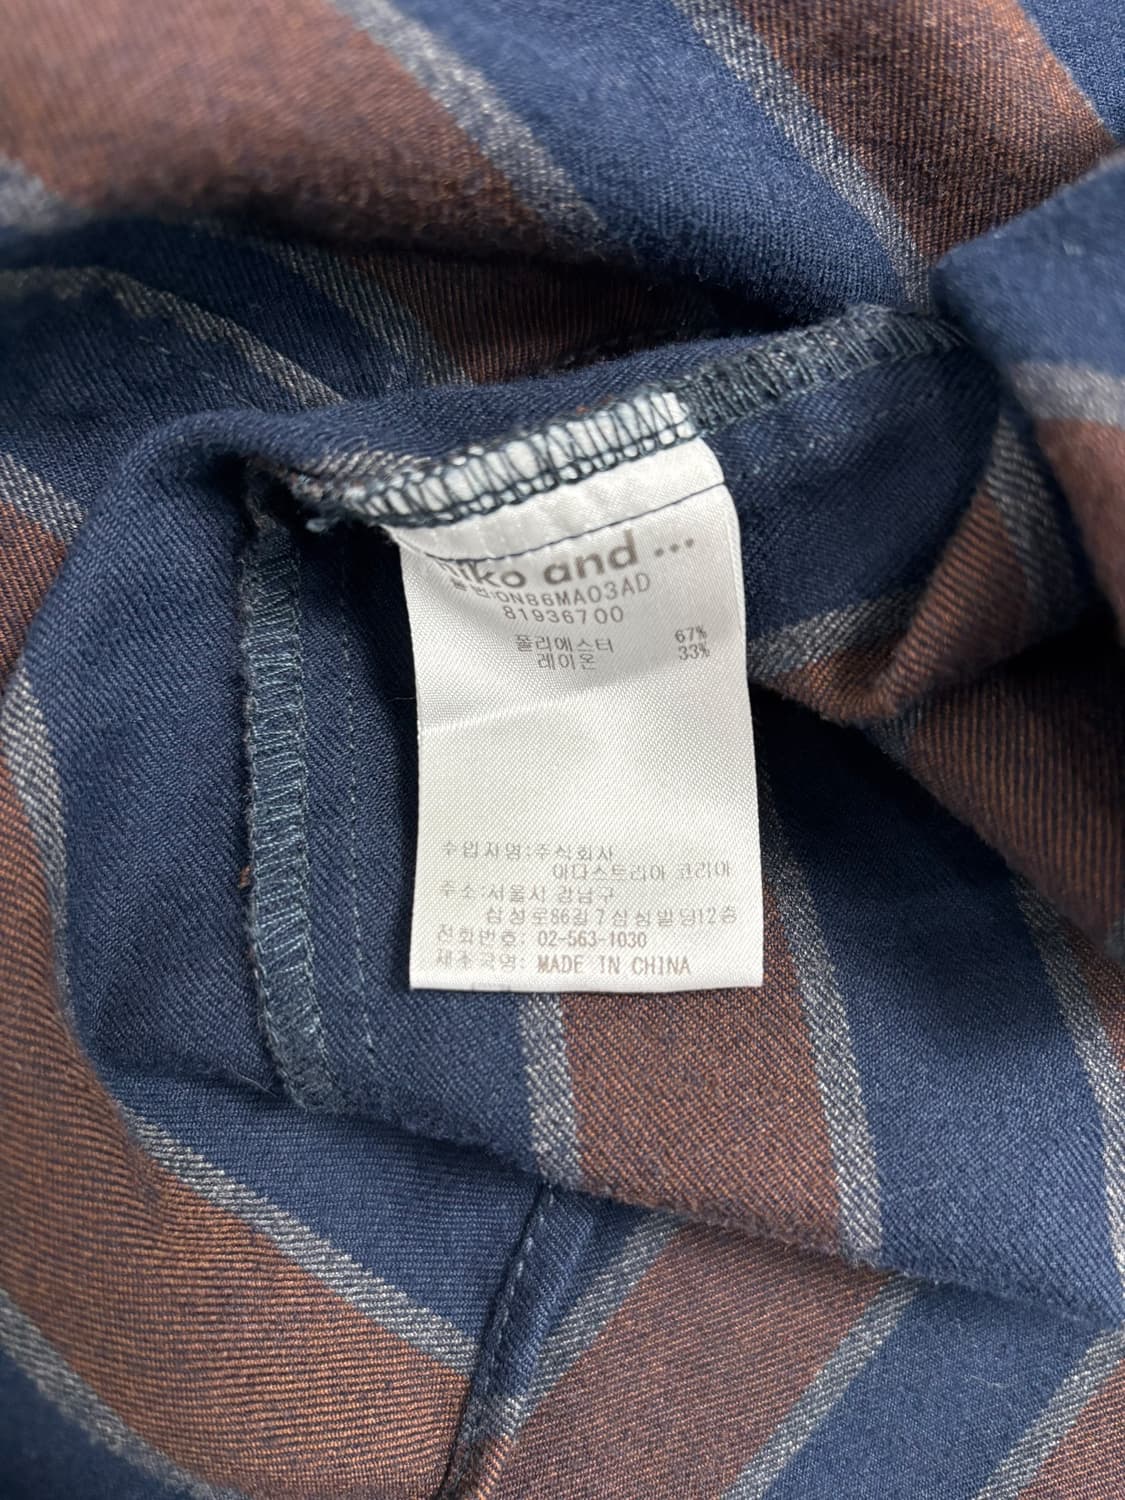 niko and ...
품번:ON86MA03AD
81936700
폴리에스터 67%
레이온 33%
수입자명:주식회사
아다스트리아 코리아
주소:서울시 강남구
삼성로86길 7 삼성빌딩12층
전화번호: 02-563-1030
제조국명: MADE IN CHINA